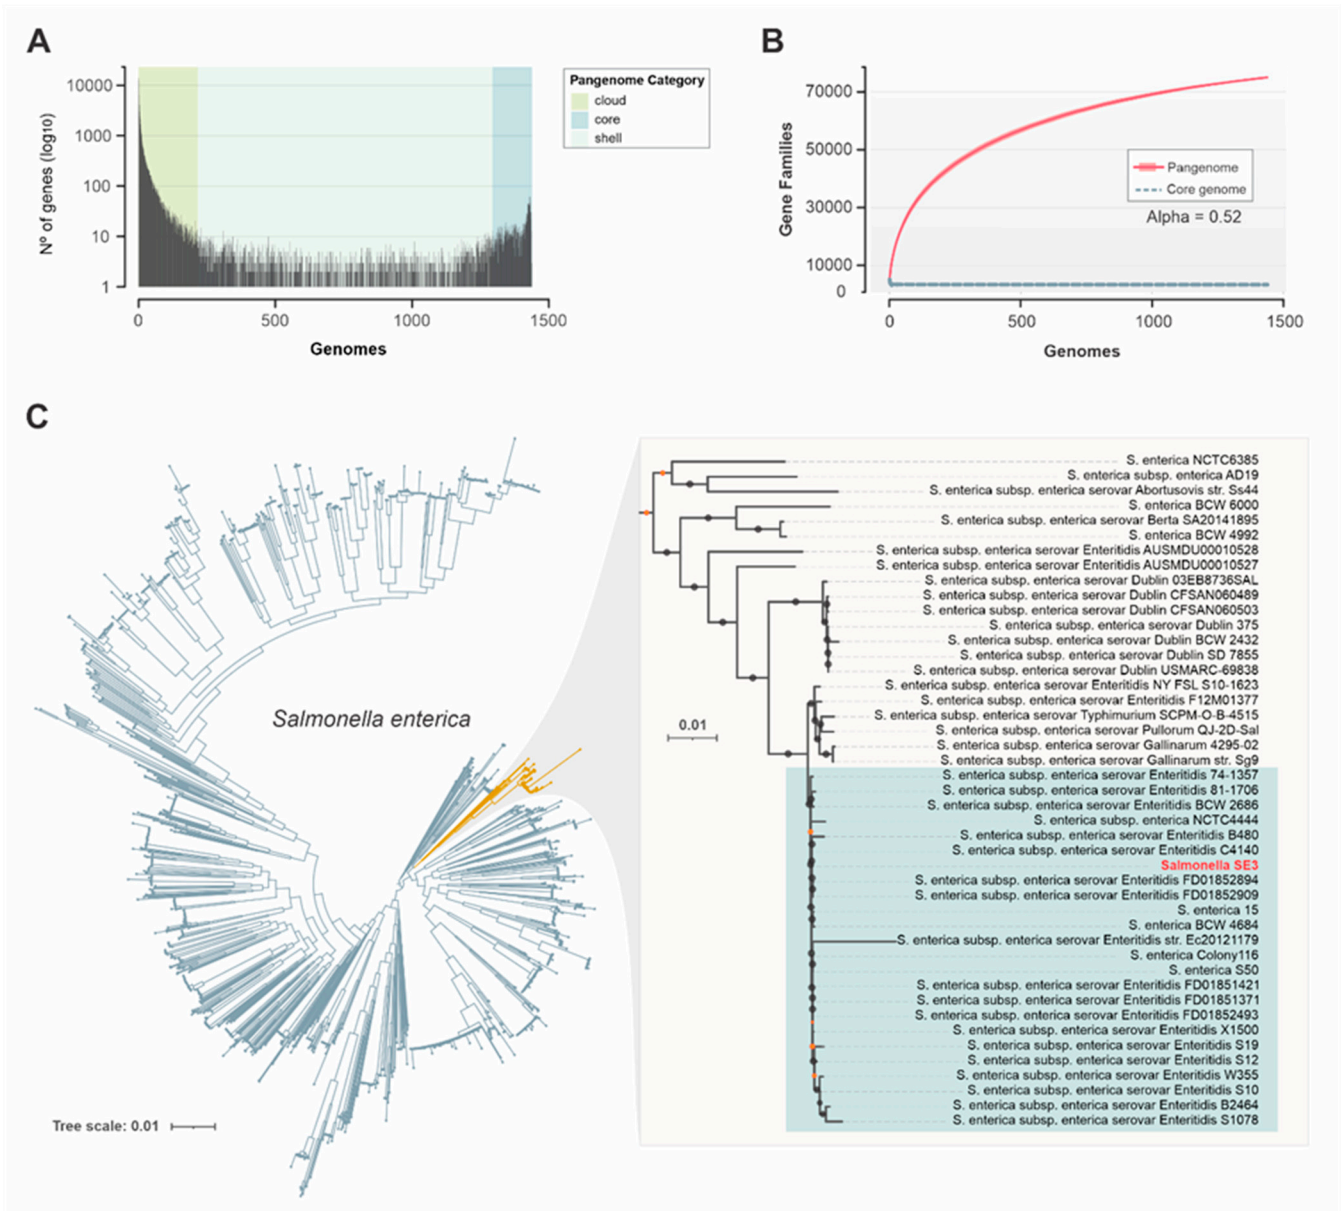 A
10000
1000
100
10
1
Nº of genes (log10)
0
500
1000
1500
Genomes
Pangenome Category
cloud
core
shell
B
70000
50000
30000
10000
0
Gene Families
Pangenome
Core genome
Alpha = 0.52
0
500
1000
1500
Genomes
C
Salmonella enterica
Tree scale: 0.01
0.01
S. enterica NCTC6385
S. enterica subsp. enterica AD19
S. enterica subsp. enterica serovar Abortusovis str. Ss44
S. enterica BCW 6000
S. enterica subsp. enterica serovar Berta SA20141895
S. enterica BCW 4992
S. enterica subsp. enterica serovar Enteritidis AUSMDU00010528
S. enterica subsp. enterica serovar Enteritidis AUSMDU00010527
S. enterica subsp. enterica serovar Dublin 03EB8736SAL
S. enterica subsp. enterica serovar Dublin CFSAN060489
S. enterica subsp. enterica serovar Dublin CFSAN060503
S. enterica subsp. enterica serovar Dublin 375
S. enterica subsp. enterica serovar Dublin BCW 2432
S. enterica subsp. enterica serovar Dublin SD 7855
S. enterica subsp. enterica serovar Dublin USMARC-69838
S. enterica subsp. enterica serovar Enteritidis NY FSL S10-1623
S. enterica subsp. enterica serovar Enteritidis F12M01377
S. enterica subsp. enterica serovar Typhimurium SCPM-O-B-4515
S. enterica subsp. enterica serovar Pullorum QJ-2D-Sal
S. enterica subsp. enterica serovar Gallinarum 4295-02
S. enterica subsp. enterica serovar Gallinarum str. Sg9
S. enterica subsp. enterica serovar Enteritidis 74-1357
S. enterica subsp. enterica serovar Enteritidis 81-1706
S. enterica subsp. enterica serovar Enteritidis BCW 2686
S. enterica subsp. enterica NCTC4444
S. enterica subsp. enterica serovar Enteritidis B480
S. enterica subsp. enterica serovar Enteritidis C4140
Salmonella SE3
S. enterica subsp. enterica serovar Enteritidis FD01852894
S. enterica subsp. enterica serovar Enteritidis FD01852909
S. enterica 15
S. enterica BCW 4684
S. enterica subsp. enterica serovar Enteritidis str. Ec20121179
S. enterica Colony116
S. enterica S50
S. enterica subsp. enterica serovar Enteritidis FD01851421
S. enterica subsp. enterica serovar Enteritidis FD01851371
S. enterica subsp. enterica serovar Enteritidis FD01852493
S. enterica subsp. enterica serovar Enteritidis X1500
S. enterica subsp. enterica serovar Enteritidis S19
S. enterica subsp. enterica serovar Enteritidis S12
S. enterica subsp. enterica serovar Enteritidis W355
S. enterica subsp. enterica serovar Enteritidis S10
S. enterica subsp. enterica serovar Enteritidis B2464
S. enterica subsp. enterica serovar Enteritidis S1078